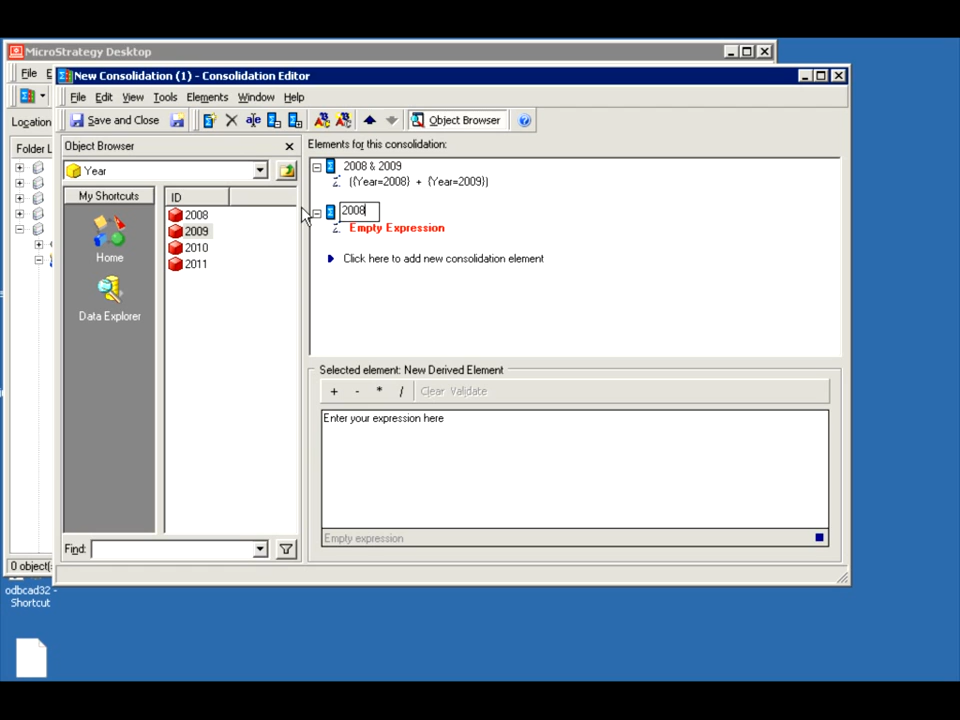 MicroStrategy Desktop
File E
Locatio
Folder L
0 object(
odbcad32 -
Shortcut
New Consolidation (1) - Consolidation Editor
File Edit View Tools Elements Window Help
Save and Close
Object Browser
Object Browser
Year
My Shortcuts
Home
Data Explorer
ID
2008
2009
2010
2011
Find:
Elements for this consolidation:
2008 & 2009
({Year=2008} + {Year=2009})
2008
Empty Expression
Click here to add new consolidation element
Selected element: New Derived Element
+ - * / Clear Validate
Enter your expression here
Empty expression